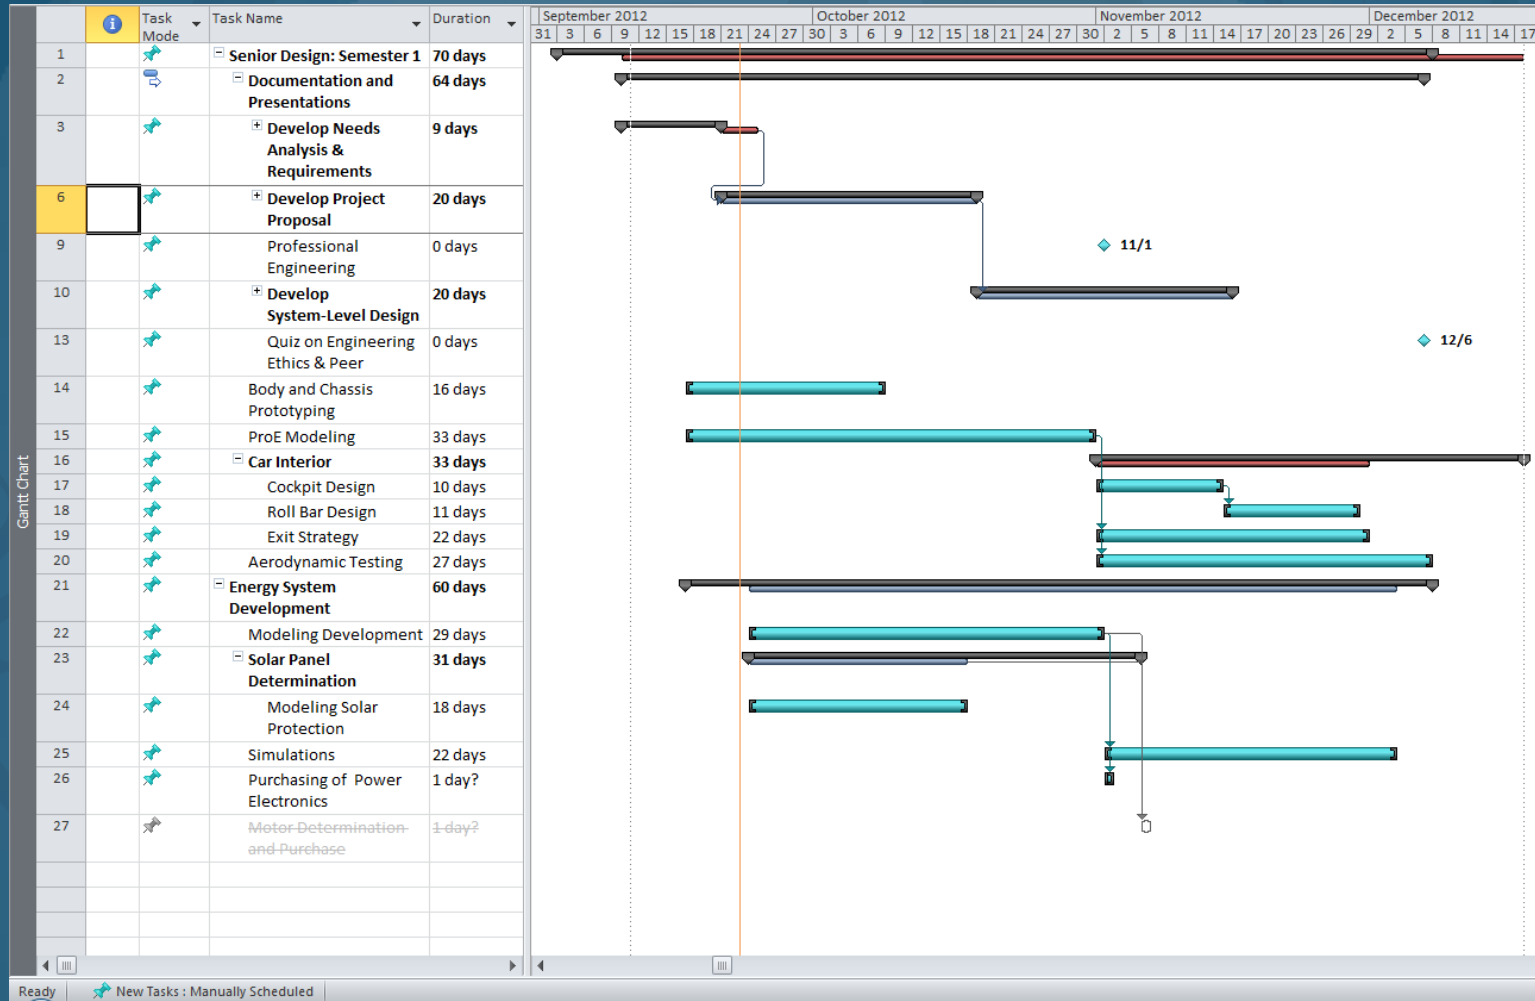 Task Mode Task Name Duration
September 2012 October 2012 November 2012 December 2012
31 3 6 9 12 15 18 21 24 27 30 3 6 9 12 15 18 21 24 27 30 2 5 8 11 14 17 20 23 26 29 2 5 8 11 14 17
1 Senior Design: Semester 1 70 days
2 Documentation and 64 days
Presentations
3 Develop Needs 9 days
Analysis &
Requirements
6 Develop Project 20 days
Proposal
9 Professional 0 days 11/1
Engineering
10 Develop 20 days
System-Level Design
13 Quiz on Engineering 0 days 12/6
Ethics & Peer
14 Body and Chassis 16 days
Prototyping
15 ProE Modeling 33 days
16 Car Interior 33 days
17 Cockpit Design 10 days
18 Roll Bar Design 11 days
19 Exit Strategy 22 days
20 Aerodynamic Testing 27 days
21 Energy System 60 days
Development
22 Modeling Development 29 days
23 Solar Panel 31 days
Determination
24 Modeling Solar 18 days
Protection
25 Simulations 22 days
26 Purchasing of Power 1 day?
Electronics
27 Motor Determination 1 day?
and Purchase
Gantt Chart
Ready New Tasks : Manually Scheduled